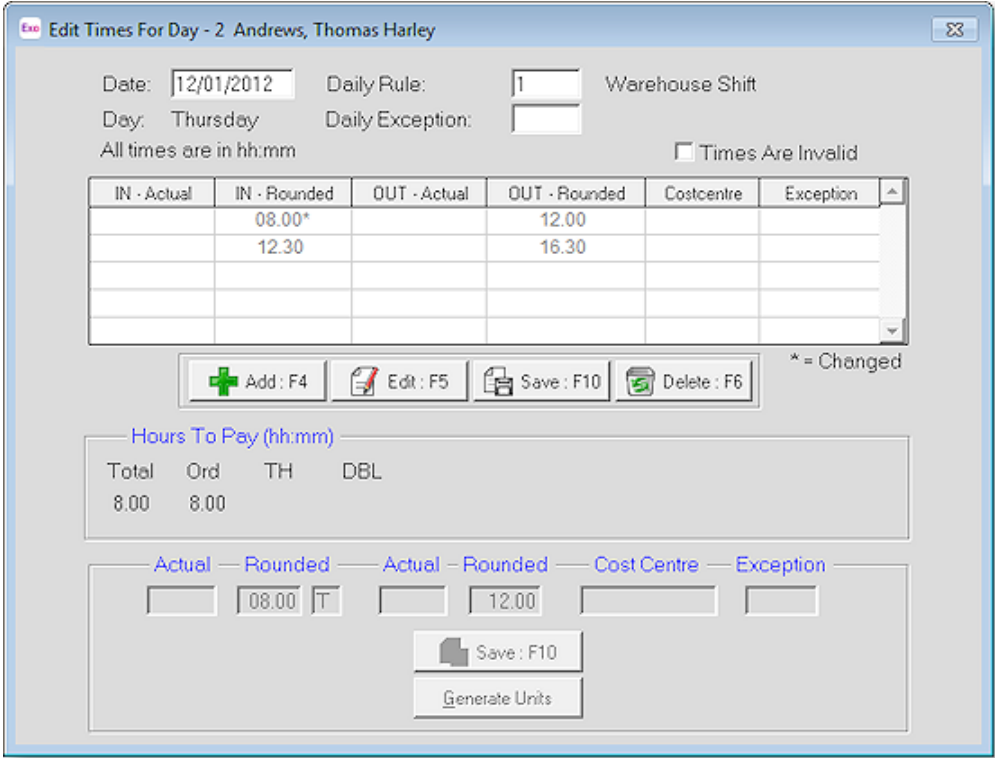 Exo Edit Times For Day - 2 Andrews, Thomas Harley
Date: 12/01/2012 Daily Rule: 1 Warehouse Shift
Day: Thursday Daily Exception:
All times are in hh:mm Times Are Invalid
IN - Actual IN - Rounded OUT - Actual OUT - Rounded Costcentre Exception
08.00* 12.00
12.30 16.30
Add : F4 Edit : F5 Save : F10 Delete : F6 * = Changed
Hours To Pay (hh:mm)
Total Ord TH DBL
8.00 8.00
Actual Rounded Actual Rounded Cost Centre Exception
08.00 T 12.00
Save : F10
Generate Units